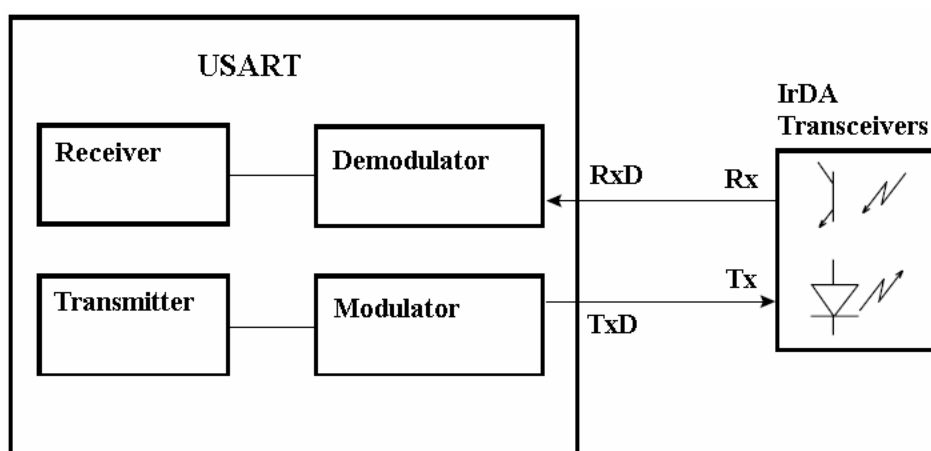 USART
IrDA
Transceivers
Receiver
Demodulator
RxD
Rx
Transmitter
Modulator
Tx
TxD